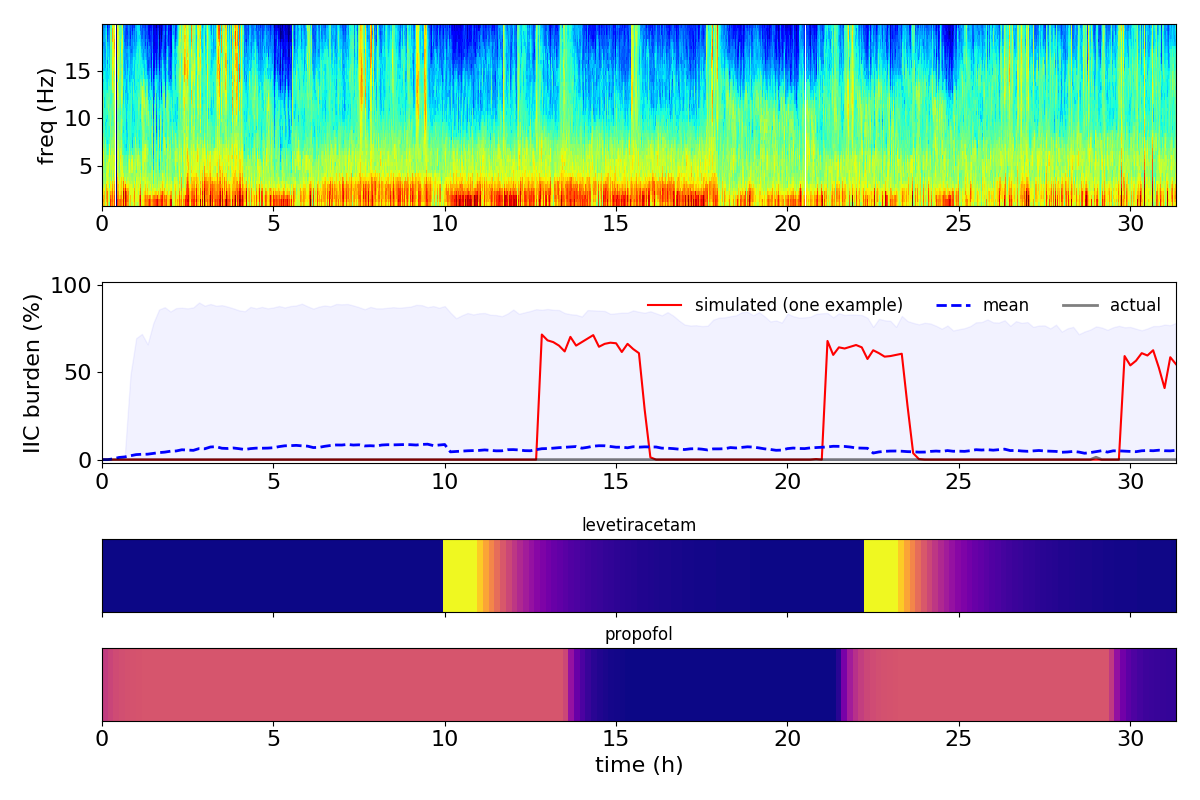 freq (Hz)
15
10
5
0 5 10 15 20 25 30
IIC burden (%)
100
50
0
simulated (one example) mean actual
0 5 10 15 20 25 30
levetiracetam
propofol
0 5 10 15 20 25 30
time (h)